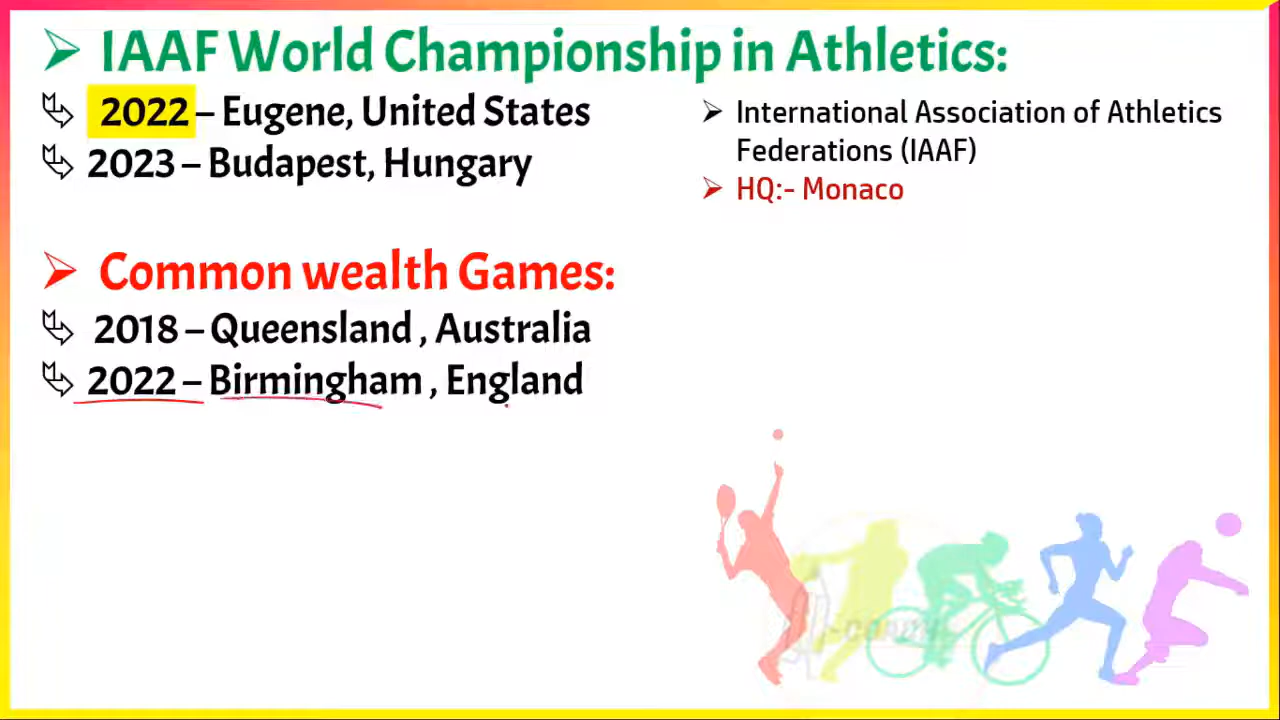 IAAF World Championship in Athletics:
2022 – Eugene, United States
2023 – Budapest, Hungary
International Association of Athletics
Federations (IAAF)
HQ:- Monaco
Common wealth Games:
2018 – Queensland , Australia
2022 – Birmingham , England